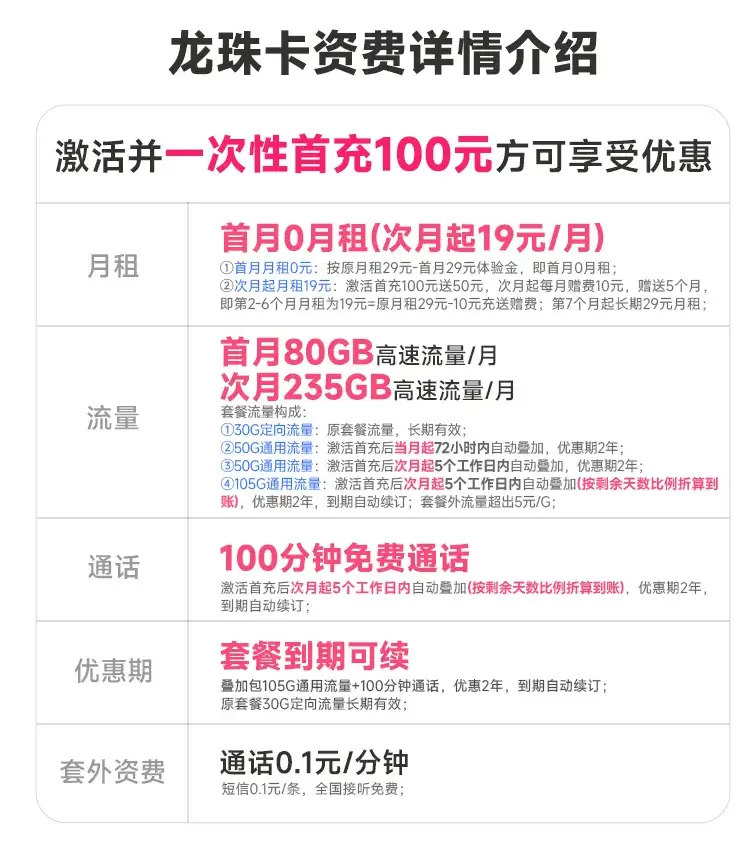 龙珠卡资费详情介绍
激活并一次性首充100元方可享受优惠
月租
首月0月租(次月起19元/月)
①首月月租0元：按原月租29元-首月29元体验金，即首月0月租；
②次月起月租19元：激活首充100元送50元，次月起每月赠费10元，赠送5个月，
即第2-6个月月租为19元=原月租29元-10元充送赠费；第7个月起长期29元月租；
流量
首月80GB高速流量/月
次月235GB高速流量/月
套餐流量构成：
①30G定向流量：原套餐流量，长期有效；
②50G通用流量：激活首充后当月起72小时内自动叠加，优惠期2年；
③50G通用流量：激活首充后次月起5个工作日内自动叠加，优惠期2年；
④105G通用流量：激活首充后次月起5个工作日内自动叠加(按剩余天数比例折算到
账)，优惠期2年，到期自动续订；套餐外流量超出5元/G；
通话
100分钟免费通话
激活首充后次月起5个工作日内自动叠加(按剩余天数比例折算到账)，优惠期2年，
到期自动续订；
优惠期
套餐到期可续
叠加包105G通用流量+100分钟通话，优惠2年，到期自动续订；
原套餐30G定向流量长期有效；
套外资费
通话0.1元/分钟
短信0.1元/条，全国接听免费；